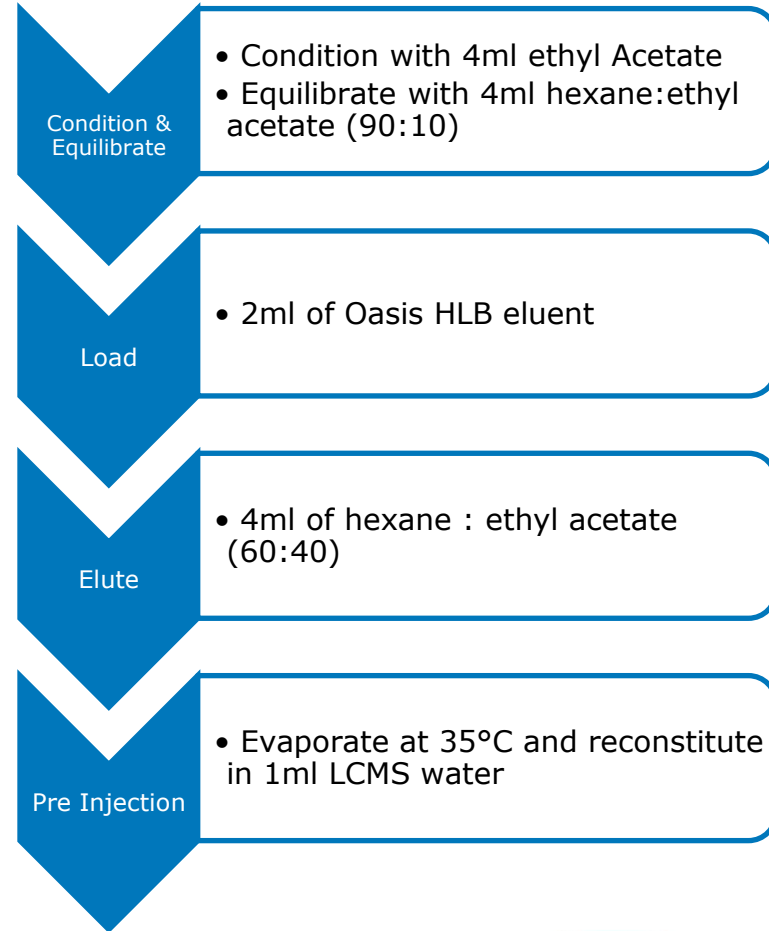 Condition &
Equilibrate
• Condition with 4ml ethyl Acetate
• Equilibrate with 4ml hexane:ethyl
acetate (90:10)
Load
• 2ml of Oasis HLB eluent
Elute
• 4ml of hexane : ethyl acetate
(60:40)
Pre Injection
• Evaporate at 35°C and reconstitute
in 1ml LCMS water